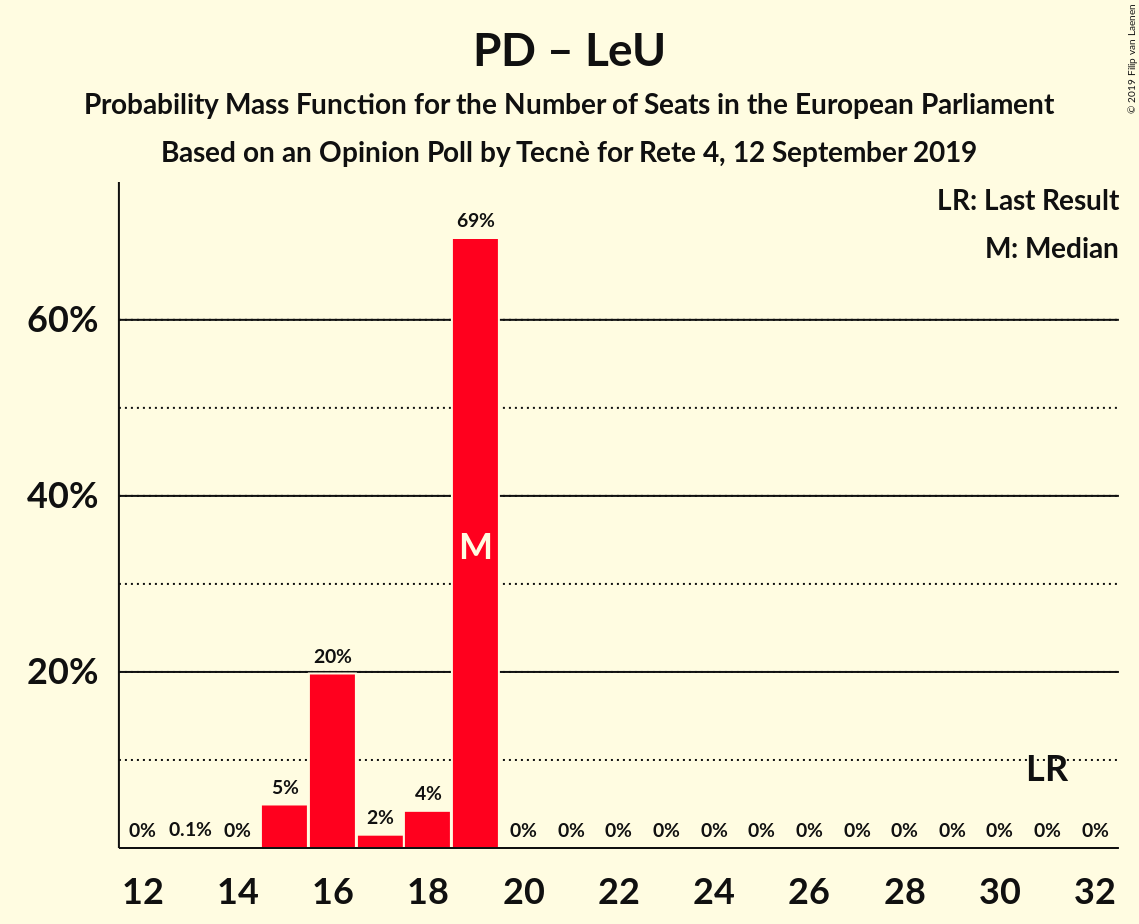 PD – LeU
Probability Mass Function for the Number of Seats in the European Parliament
Based on an Opinion Poll by Tecnè for Rete 4, 12 September 2019
© 2019 Filip van Laenen
LR: Last Result
M: Median
60%
40%
20%
69%
M
20%
5%
2%
4%
LR
0% 0.1% 0% 0% 0% 0% 0% 0% 0% 0% 0% 0% 0% 0% 0% 0%
12 14 16 18 20 22 24 26 28 30 32